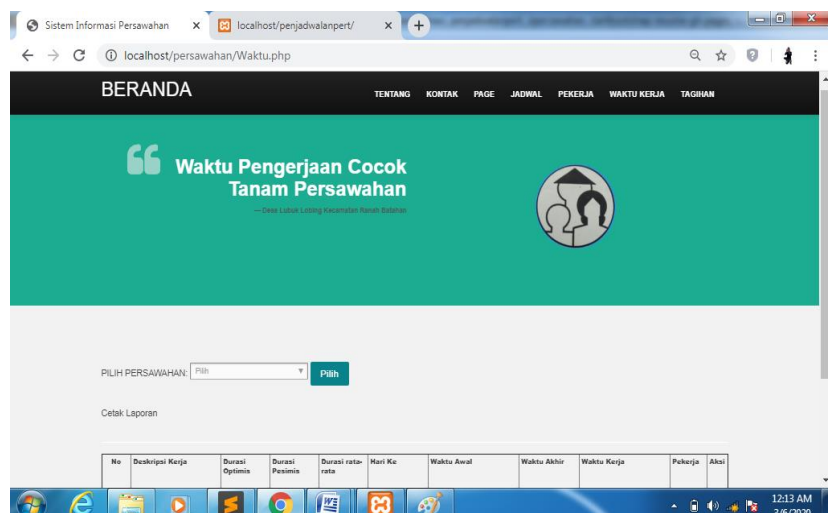 Sistem Informasi Persawahan
localhost/penjadwalanpert/
localhost/persawahan/Waktu.php
BERANDA
TENTANG KONTAK PAGE JADWAL PEKERJA WAKTU KERJA TAGIHAN
Waktu Pengerjaan Cocok
Tanam Persawahan
— Desa Lubuk Kecamatan Ranah Batahan
PILIH PERSAWAHAN: Pilih Pilih
Cetak Laporan
No Deskripsi Kerja Durasi Optimis Durasi Pesimis Durasi rata-rata Hari Ke Waktu Awal Waktu Akhir Waktu Kerja Pekerja Aksi
12:13 AM
3/6/2020